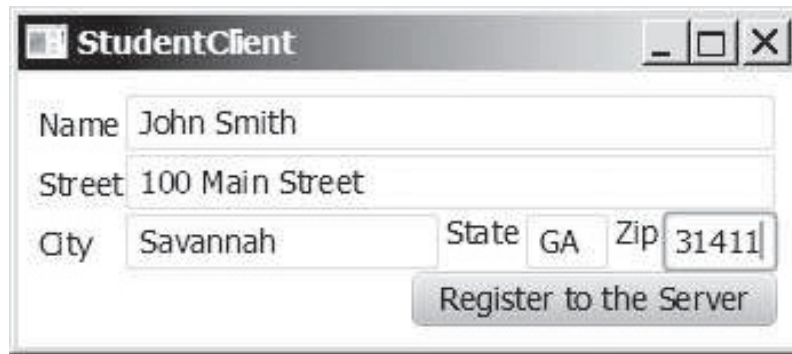 StudentClient
Name John Smith
Street 100 Main Street
City Savannah State GA Zip 31411
Register to the Server